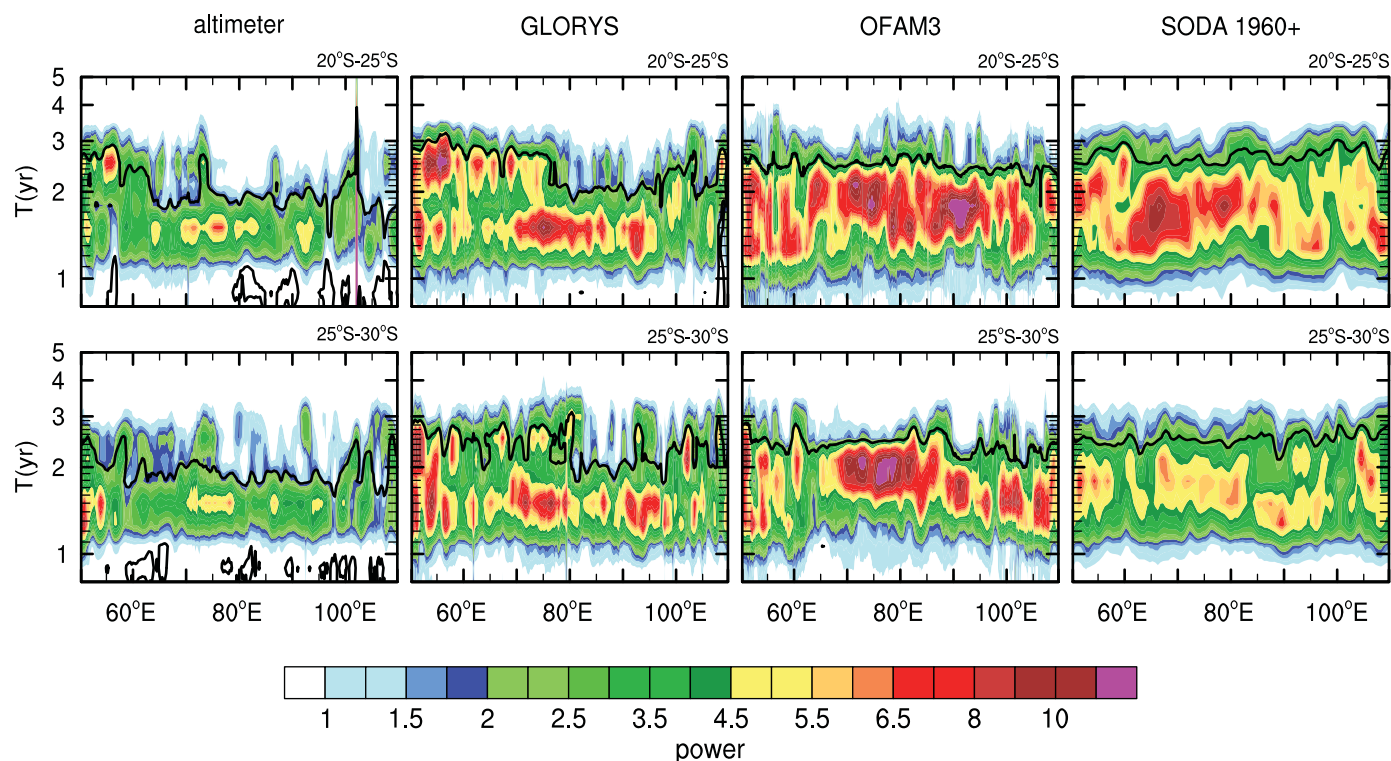 altimeter GLORYS OFAM3 SODA 1960+
20°S-25°S 20°S-25°S 20°S-25°S 20°S-25°S
5
4
3
2
1
T(yr)
25°S-30°S 25°S-30°S 25°S-30°S 25°S-30°S
5
4
3
2
1
T(yr)
60°E 80°E 100°E 60°E 80°E 100°E 60°E 80°E 100°E 60°E 80°E 100°E
1 1.5 2 2.5 3.5 4.5 5.5 6.5 8 10
power